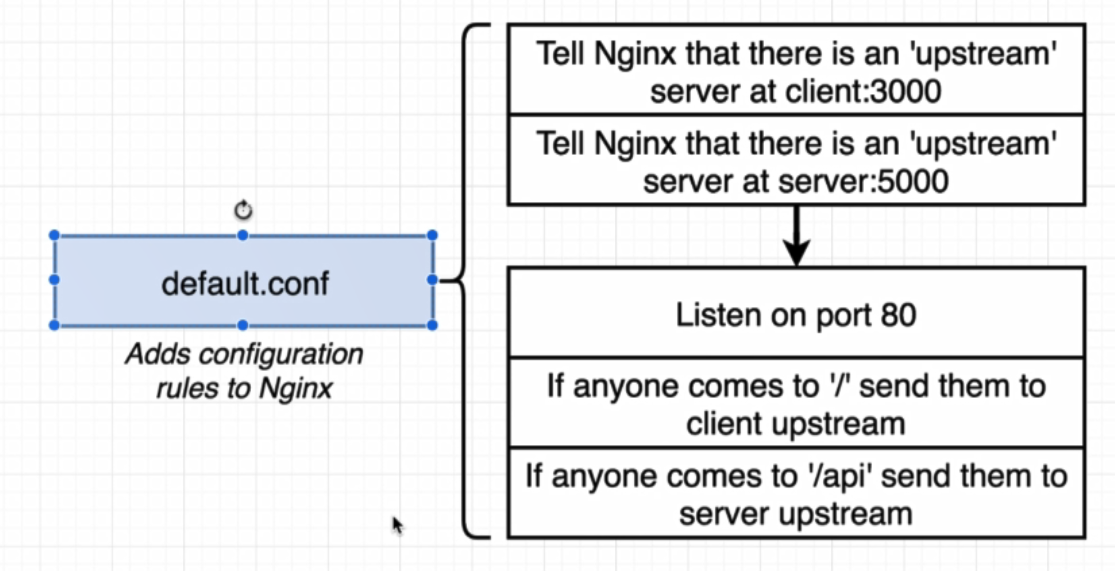 default.conf
Adds configuration
rules to Nginx
Tell Nginx that there is an 'upstream'
server at client:3000
Tell Nginx that there is an 'upstream'
server at server:5000
Listen on port 80
If anyone comes to '/' send them to
client upstream
If anyone comes to '/api' send them to
server upstream